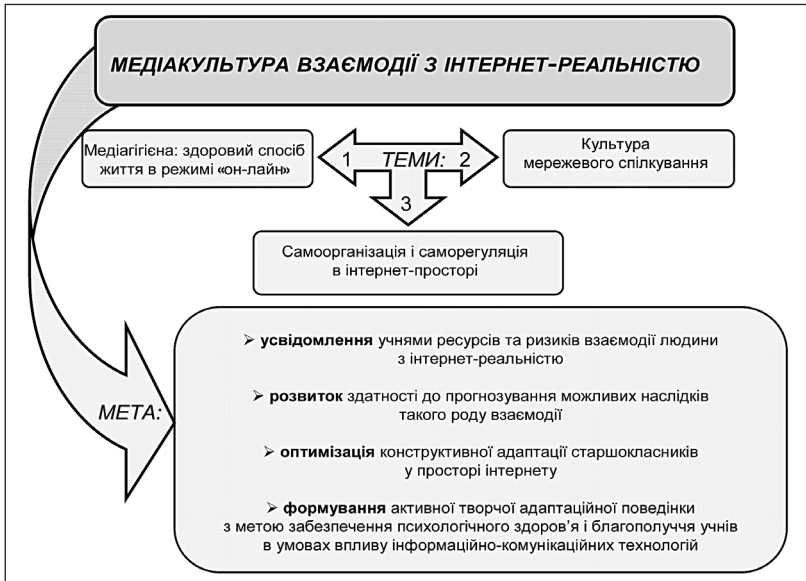 МЕДІАКУЛЬТУРА ВЗАЄМОДІЇ З ІНТЕРНЕТ-РЕАЛЬНІСТЮ
Медіагігієна: здоровий спосіб
життя в режимі «он-лайн»
1 ТЕМИ: 2
Культура
мережевого спілкування
3
Самоорганізація і саморегуляція
в інтернет-просторі
МЕТА:
➢ усвідомлення учнями ресурсів та ризиків взаємодії людини
з інтернет-реальністю
➢ розвиток здатності до прогнозування можливих наслідків
такого роду взаємодії
➢ оптимізація конструктивної адаптації старшокласників
у просторі інтернету
➢ формування активної творчої адаптаційної поведінки
з метою забезпечення психологічного здоров’я і благополуччя учнів
в умовах впливу інформаційно-комунікаційних технологій